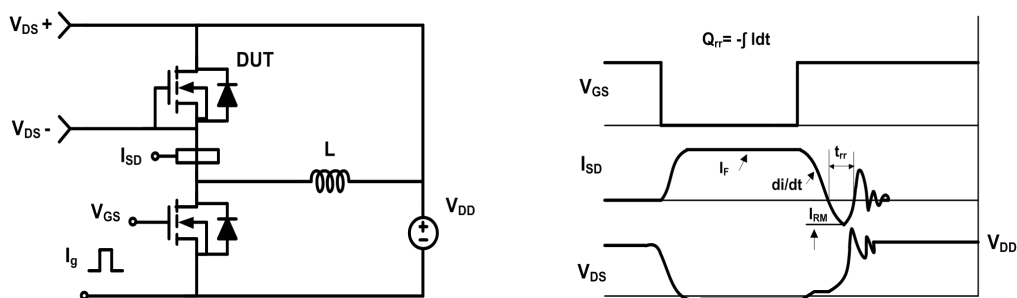 V_DS +
DUT
V_DS -
I_SD
L
V_GS
V_DD
+
−
I_g
Q_rr= -∫ Idt
V_GS
I_SD
I_F
di/dt
t_rr
I_RM
V_DD
V_DS